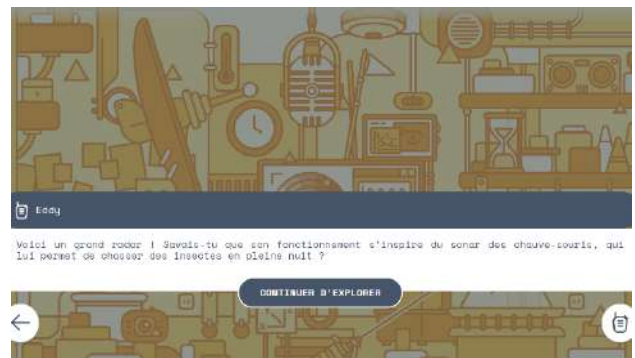 Eddy
Voici un grand radar ! Savais-tu que son fonctionnement s'inspire du sonar des chauve-souris, qui
lui permet de chasser des insectes en pleine nuit ?
CONTINUER D'EXPLORER